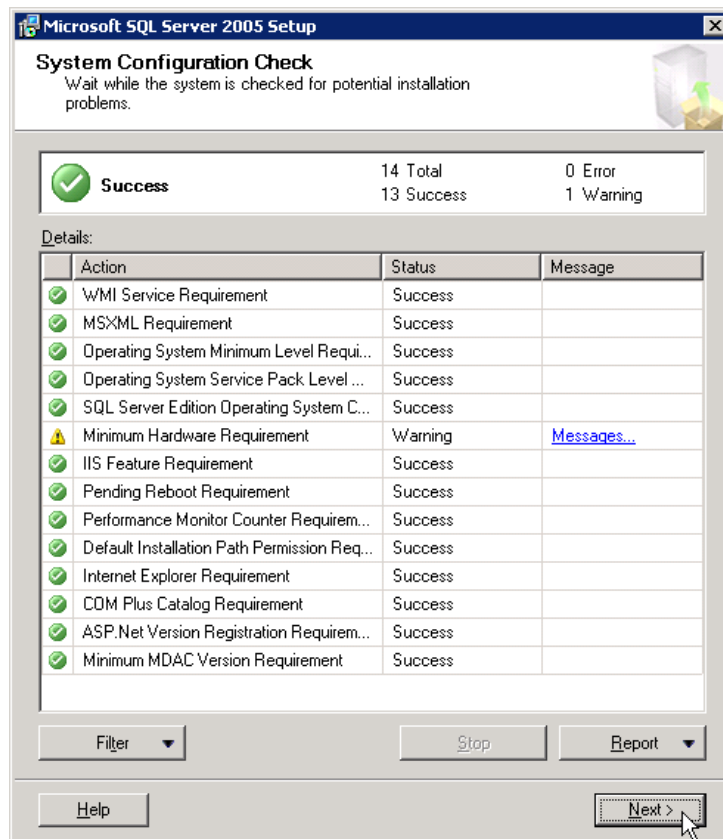 Microsoft SQL Server 2005 Setup
System Configuration Check
Wait while the system is checked for potential installation
problems.
Success
14 Total
0 Error
13 Success
1 Warning
Details:
Action Status Message
WMI Service Requirement Success
MSXML Requirement Success
Operating System Minimum Level Requi... Success
Operating System Service Pack Level ... Success
SQL Server Edition Operating System C... Success
Minimum Hardware Requirement Warning Messages...
IIS Feature Requirement Success
Pending Reboot Requirement Success
Performance Monitor Counter Requirem... Success
Default Installation Path Permission Req... Success
Internet Explorer Requirement Success
COM Plus Catalog Requirement Success
ASP.Net Version Registration Requirem... Success
Minimum MDAC Version Requirement Success
Filter Stop Report
Help Next >